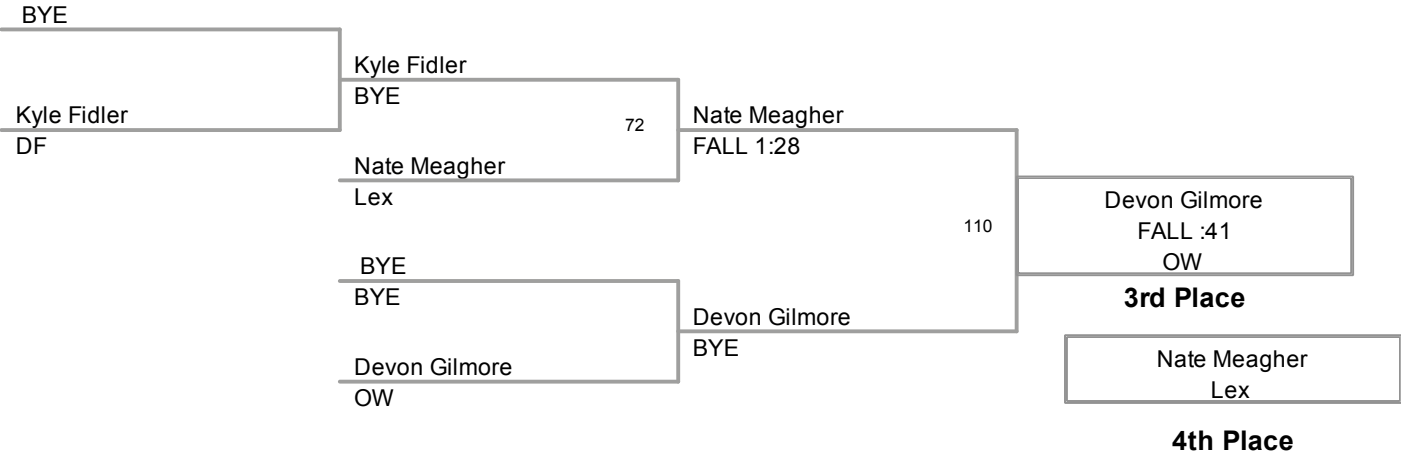 BYE
Kyle Fidler
DF
Kyle Fidler
BYE
72
Nate Meagher
Lex
BYE
BYE
Devon Gilmore
OW
Nate Meagher
FALL 1:28
110
Devon Gilmore
BYE
Devon Gilmore
FALL :41
OW
3rd Place
Nate Meagher
Lex
4th Place